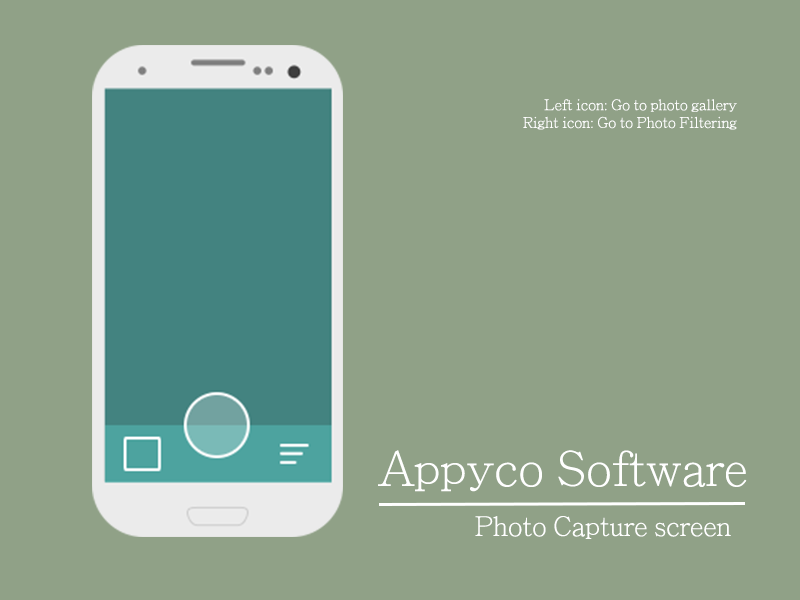 Left icon: Go to photo gallery
Right icon: Go to Photo Filtering
Appyco Software
Photo Capture screen